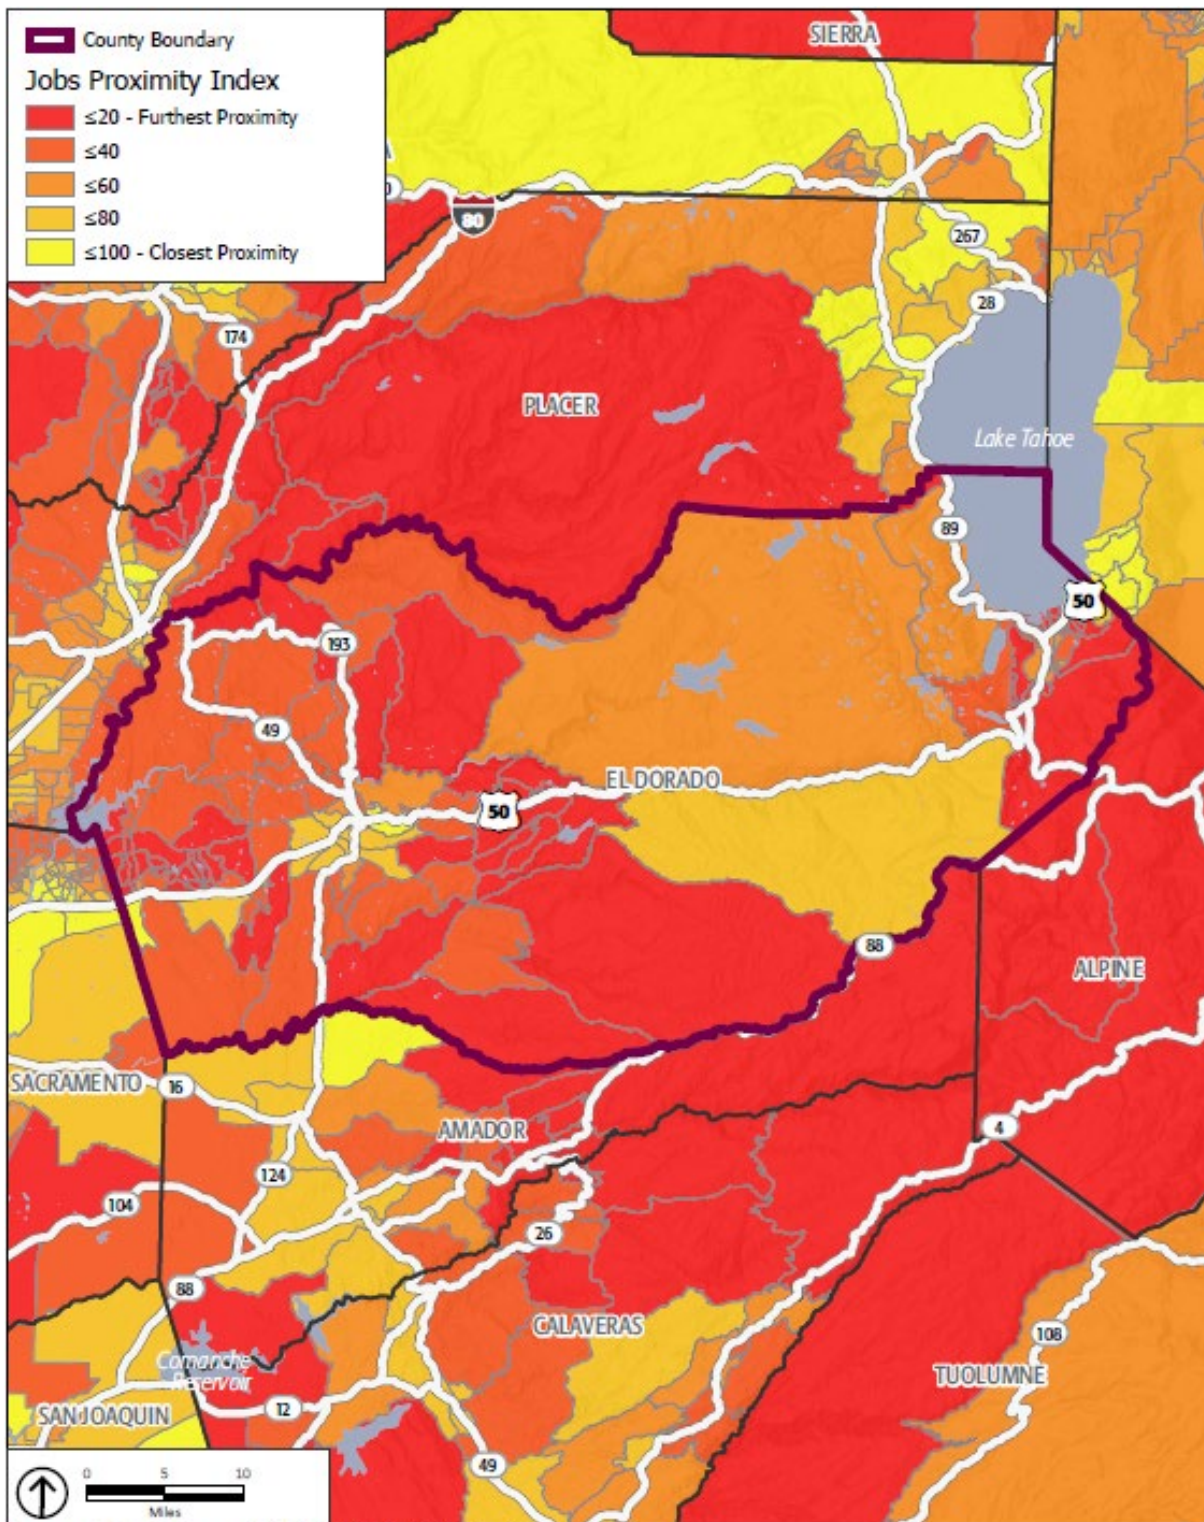 County Boundary
Jobs Proximity Index
≤20 - Furthest Proximity
≤40
≤60
≤80
≤100 - Closest Proximity
SIERRA
80
267
28
174
PLACER
Lake Tahoe
89
50
193
49
EL DORADO
50
88
ALPINE
SACRAMENTO
16
AMADOR
4
124
104
26
88
CALAVERAS
108
Comanche
Reservoir
TUOLUMNE
SAN JOAQUIN
12
49
0 5 10
Miles